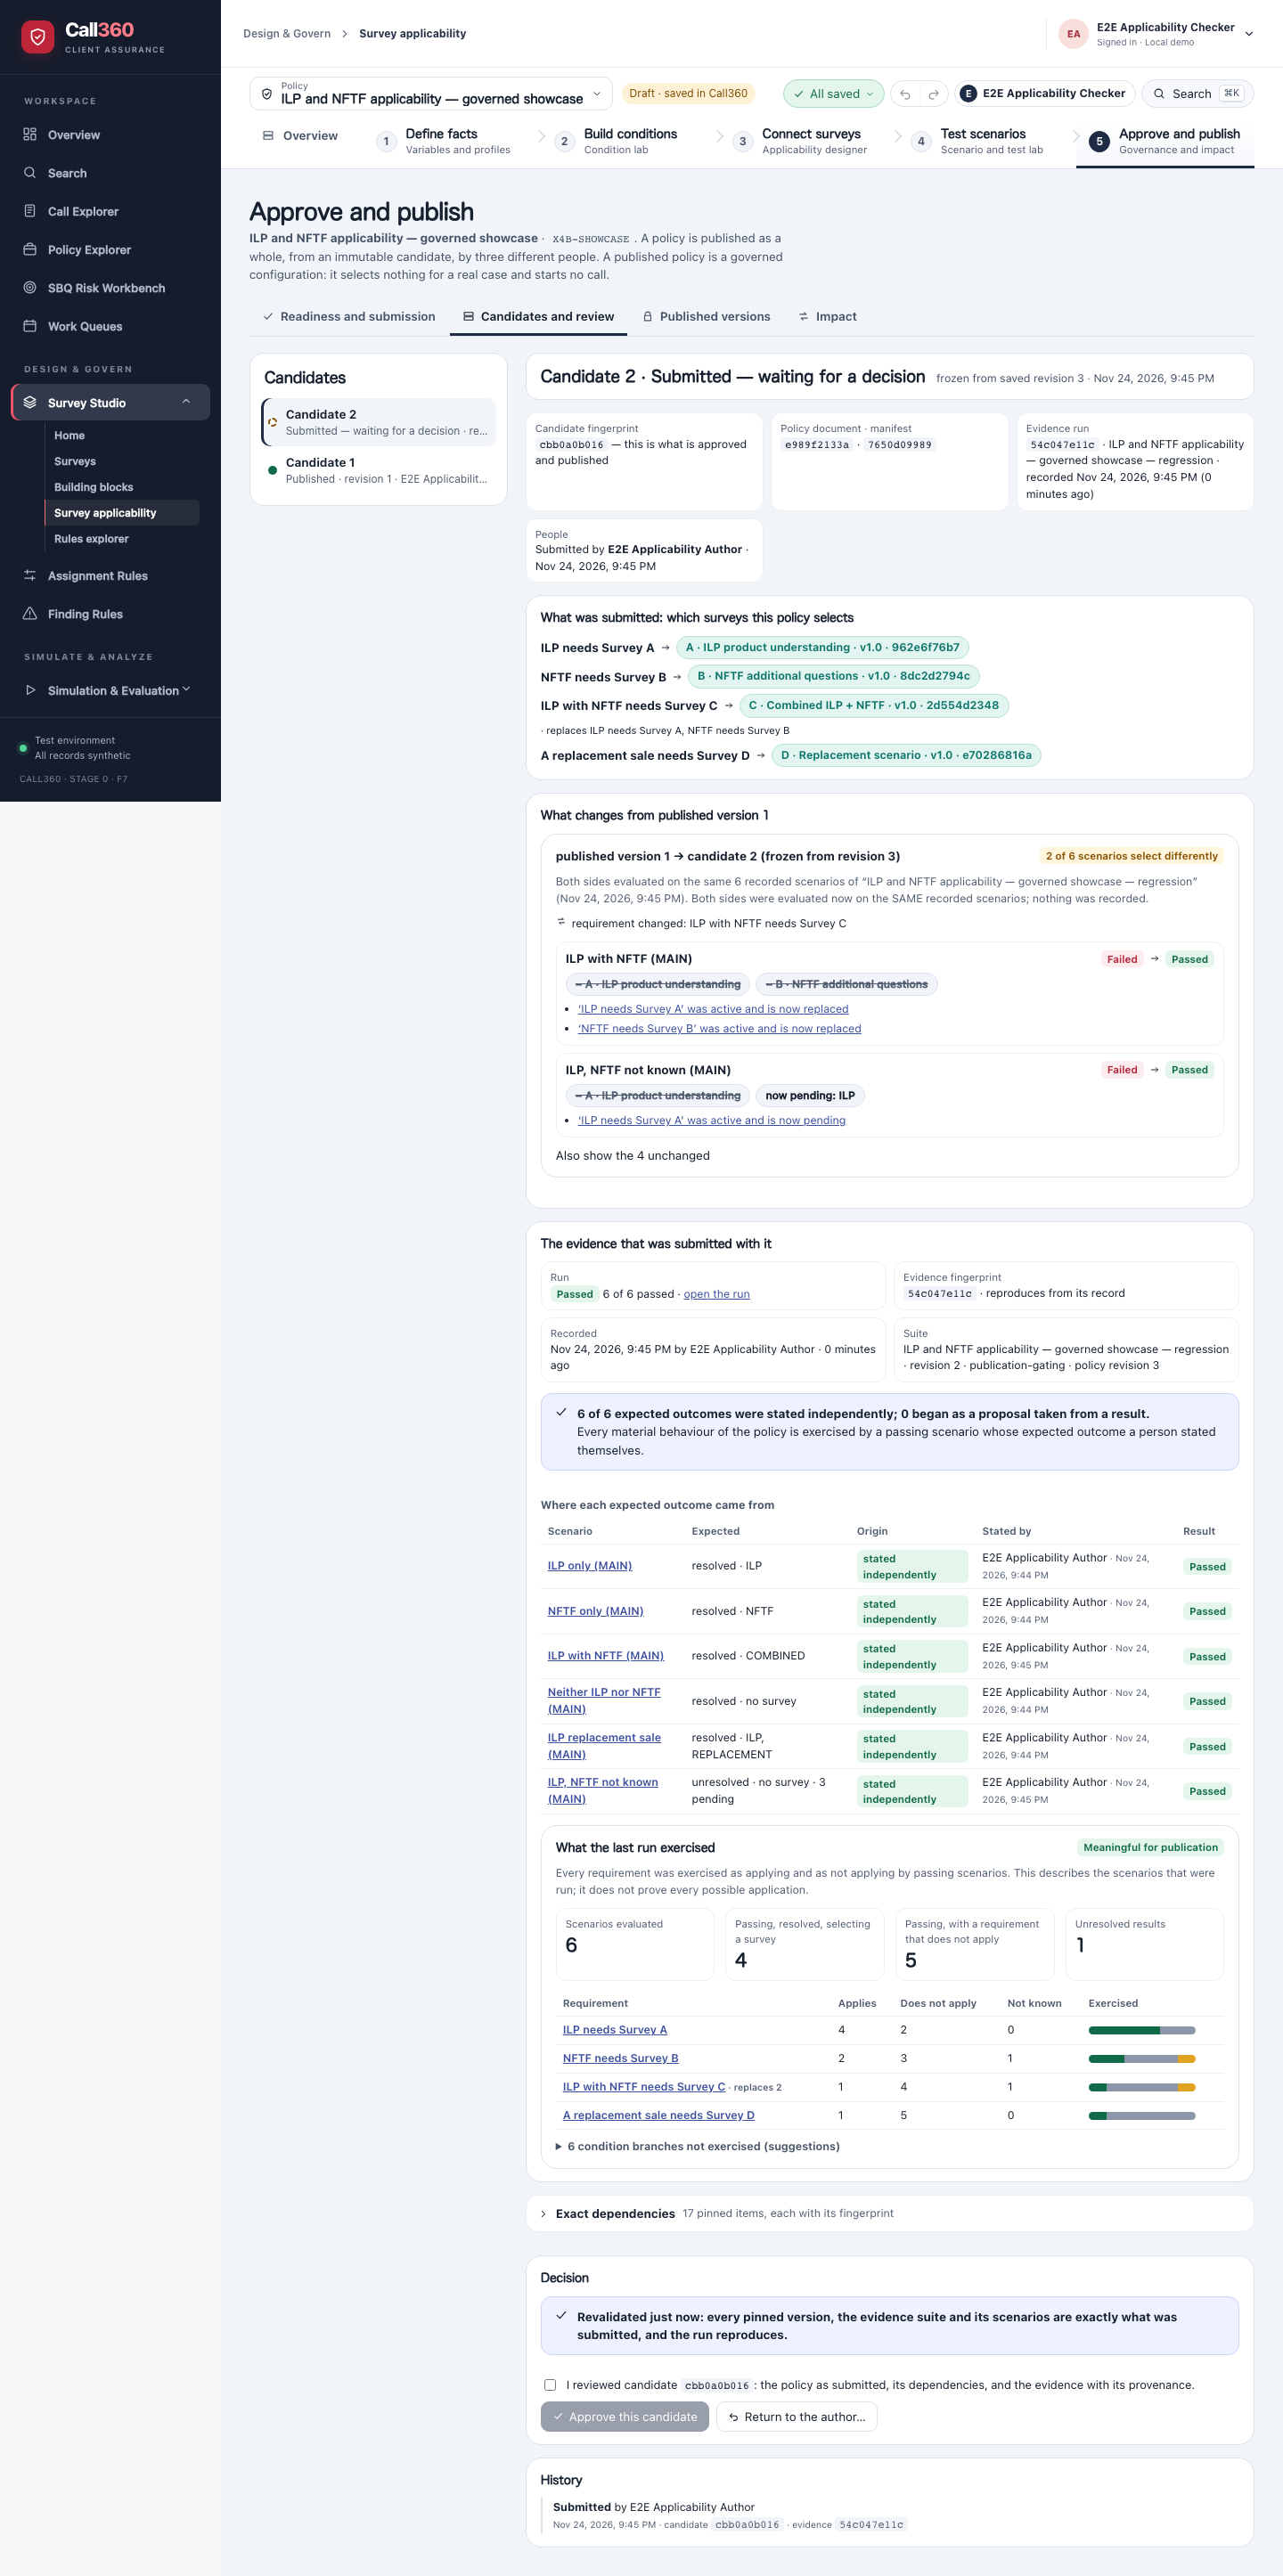 Call360
CLIENT ASSURANCE
WORKSPACE
Overview
Search
Call Explorer
Policy Explorer
SBQ Risk Workbench
Work Queues
DESIGN & GOVERN
Survey Studio
Home
Surveys
Building blocks
Survey applicability
Rules explorer
Assignment Rules
Finding Rules
SIMULATE & ANALYZE
Simulation & Evaluation
Test environment
All records synthetic
CALL360 · STAGE 0 · F7
Design & Govern
Survey applicability
EA
E2E Applicability Checker
Signed in · Local demo
Policy
ILP and NFTF applicability — governed showcase
Draft · saved in Call360
All saved
E
E2E Applicability Checker
Search
⌘K
Overview
1
Define facts
Variables and profiles
2
Build conditions
Condition lab
3
Connect surveys
Applicability designer
4
Test scenarios
Scenario and test lab
5
Approve and publish
Governance and impact
Approve and publish
ILP and NFTF applicability — governed showcase · X4B-SHOWCASE . A policy is published as a
whole, from an immutable candidate, by three different people. A published policy is a governed
configuration: it selects nothing for a real case and starts no call.
Readiness and submission
Candidates and review
Published versions
Impact
Candidates
Candidate 2
Submitted — waiting for a decision · re...
Candidate 1
Published · revision 1 · E2E Applicabilit...
Candidate 2 · Submitted — waiting for a decision
frozen from saved revision 3 · Nov 24, 2026, 9:45 PM
Candidate fingerprint
cbb0a0b016 — this is what is approved
and published
Policy document · manifest
e989f2133a · 7650d09989
Evidence run
54c047e11c · ILP and NFTF applicability
— governed showcase — regression ·
recorded Nov 24, 2026, 9:45 PM (0
minutes ago)
People
Submitted by E2E Applicability Author ·
Nov 24, 2026, 9:45 PM
What was submitted: which surveys this policy selects
ILP needs Survey A → A · ILP product understanding · v1.0 · 962e6f76b7
NFTF needs Survey B → B · NFTF additional questions · v1.0 · 8dc2d2794c
ILP with NFTF needs Survey C → C · Combined ILP + NFTF · v1.0 · 2d554d2348
· replaces ILP needs Survey A, NFTF needs Survey B
A replacement sale needs Survey D → D · Replacement scenario · v1.0 · e70286816a
What changes from published version 1
published version 1 → candidate 2 (frozen from revision 3)
2 of 6 scenarios select differently
Both sides evaluated on the same 6 recorded scenarios of “ILP and NFTF applicability — governed showcase — regression”
(Nov 24, 2026, 9:45 PM). Both sides were evaluated now on the SAME recorded scenarios; nothing was recorded.
requirement changed: ILP with NFTF needs Survey C
ILP with NFTF (MAIN)
Failed → Passed
− A · ILP product understanding
− B · NFTF additional questions
• ‘ILP needs Survey A’ was active and is now replaced
• ‘NFTF needs Survey B’ was active and is now replaced
ILP, NFTF not known (MAIN)
Failed → Passed
− A · ILP product understanding
now pending: ILP
• ‘ILP needs Survey A’ was active and is now pending
Also show the 4 unchanged
The evidence that was submitted with it
Run
Passed 6 of 6 passed · open the run
Evidence fingerprint
54c047e11c · reproduces from its record
Recorded
Nov 24, 2026, 9:45 PM by E2E Applicability Author · 0 minutes
ago
Suite
ILP and NFTF applicability — governed showcase — regression
· revision 2 · publication-gating · policy revision 3
6 of 6 expected outcomes were stated independently; 0 began as a proposal taken from a result.
Every material behaviour of the policy is exercised by a passing scenario whose expected outcome a person stated
themselves.
Where each expected outcome came from
Scenario Expected Origin Stated by Result
ILP only (MAIN) resolved · ILP stated independently E2E Applicability Author · Nov 24, 2026, 9:44 PM Passed
NFTF only (MAIN) resolved · NFTF stated independently E2E Applicability Author · Nov 24, 2026, 9:44 PM Passed
ILP with NFTF (MAIN) resolved · COMBINED stated independently E2E Applicability Author · Nov 24, 2026, 9:45 PM Passed
Neither ILP nor NFTF (MAIN) resolved · no survey stated independently E2E Applicability Author · Nov 24, 2026, 9:44 PM Passed
ILP replacement sale (MAIN) resolved · ILP, REPLACEMENT stated independently E2E Applicability Author · Nov 24, 2026, 9:44 PM Passed
ILP, NFTF not known (MAIN) unresolved · no survey · 3 pending stated independently E2E Applicability Author · Nov 24, 2026, 9:45 PM Passed
What the last run exercised
Meaningful for publication
Every requirement was exercised as applying and as not applying by passing scenarios. This describes the scenarios that were
run; it does not prove every possible application.
Scenarios evaluated
6
Passing, resolved, selecting
a survey
4
Passing, with a requirement
that does not apply
5
Unresolved results
1
Requirement Applies Does not apply Not known Exercised
ILP needs Survey A 4 2 0
NFTF needs Survey B 2 3 1
ILP with NFTF needs Survey C · replaces 2 1 4 1
A replacement sale needs Survey D 1 5 0
6 condition branches not exercised (suggestions)
Exact dependencies 17 pinned items, each with its fingerprint
Decision
Revalidated just now: every pinned version, the evidence suite and its scenarios are exactly what was
submitted, and the run reproduces.
I reviewed candidate cbb0a0b016 : the policy as submitted, its dependencies, and the evidence with its provenance.
Approve this candidate
Return to the author...
History
Submitted by E2E Applicability Author
Nov 24, 2026, 9:45 PM · candidate cbb0a0b016 · evidence 54c047e11c